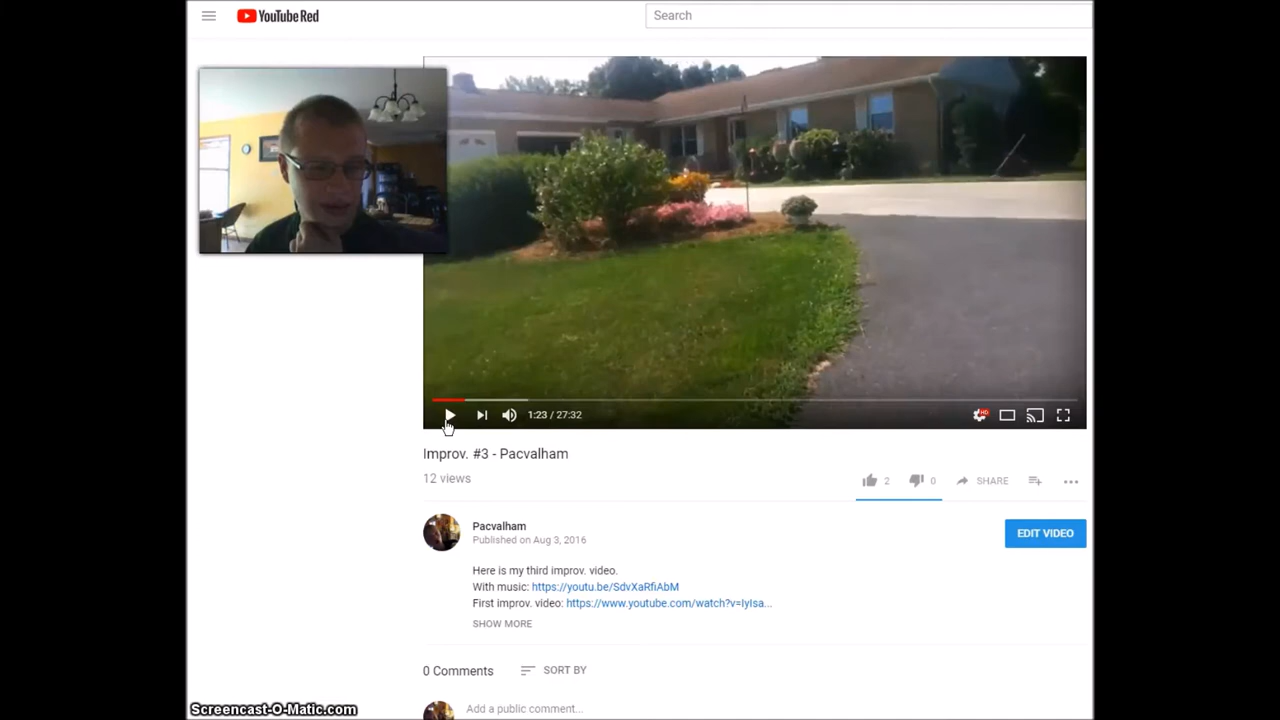 YouTube Red
Search
1:23 / 27:32
HD
Improv. #3 - Pacvalham
12 views
2
0
SHARE
Pacvalham
Published on Aug 3, 2016
EDIT VIDEO
Here is my third improv. video.
With music: https://youtu.be/SdvXaRfiAbM
First improv. video: https://www.youtube.com/watch?v=IyIsa...
SHOW MORE
0 Comments
SORT BY
Add a public comment...
Screencast-O-Matic.com